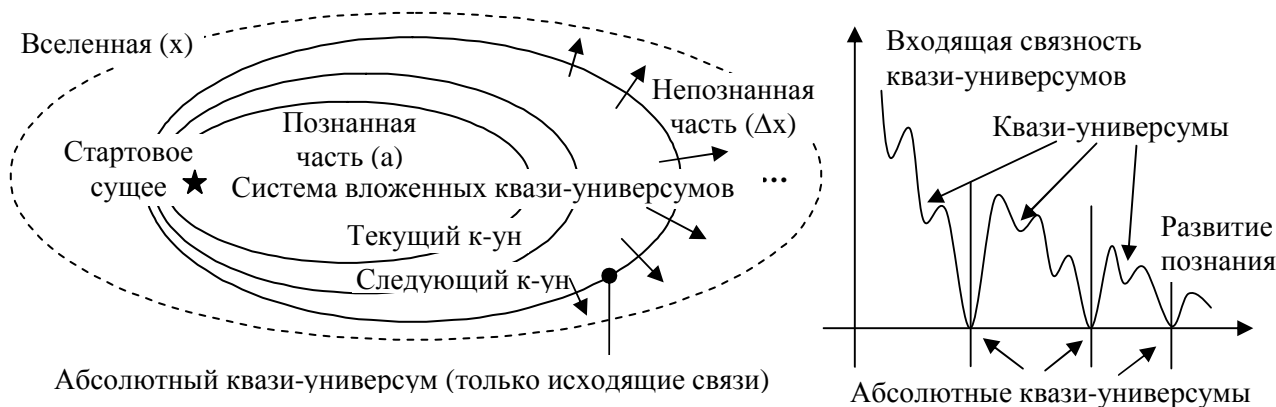 Вселенная (x)
Непознанная
часть (Δx)
Познанная
часть (a)
Стартовое
сущее
Система вложенных квази-универсумов
...
Текущий к-ун
Следующий к-ун
Абсолютный квази-универсум (только исходящие связи)
Входящая связность
квази-универсумов
Квази-универсумы
Развитие
познания
Абсолютные квази-универсумы